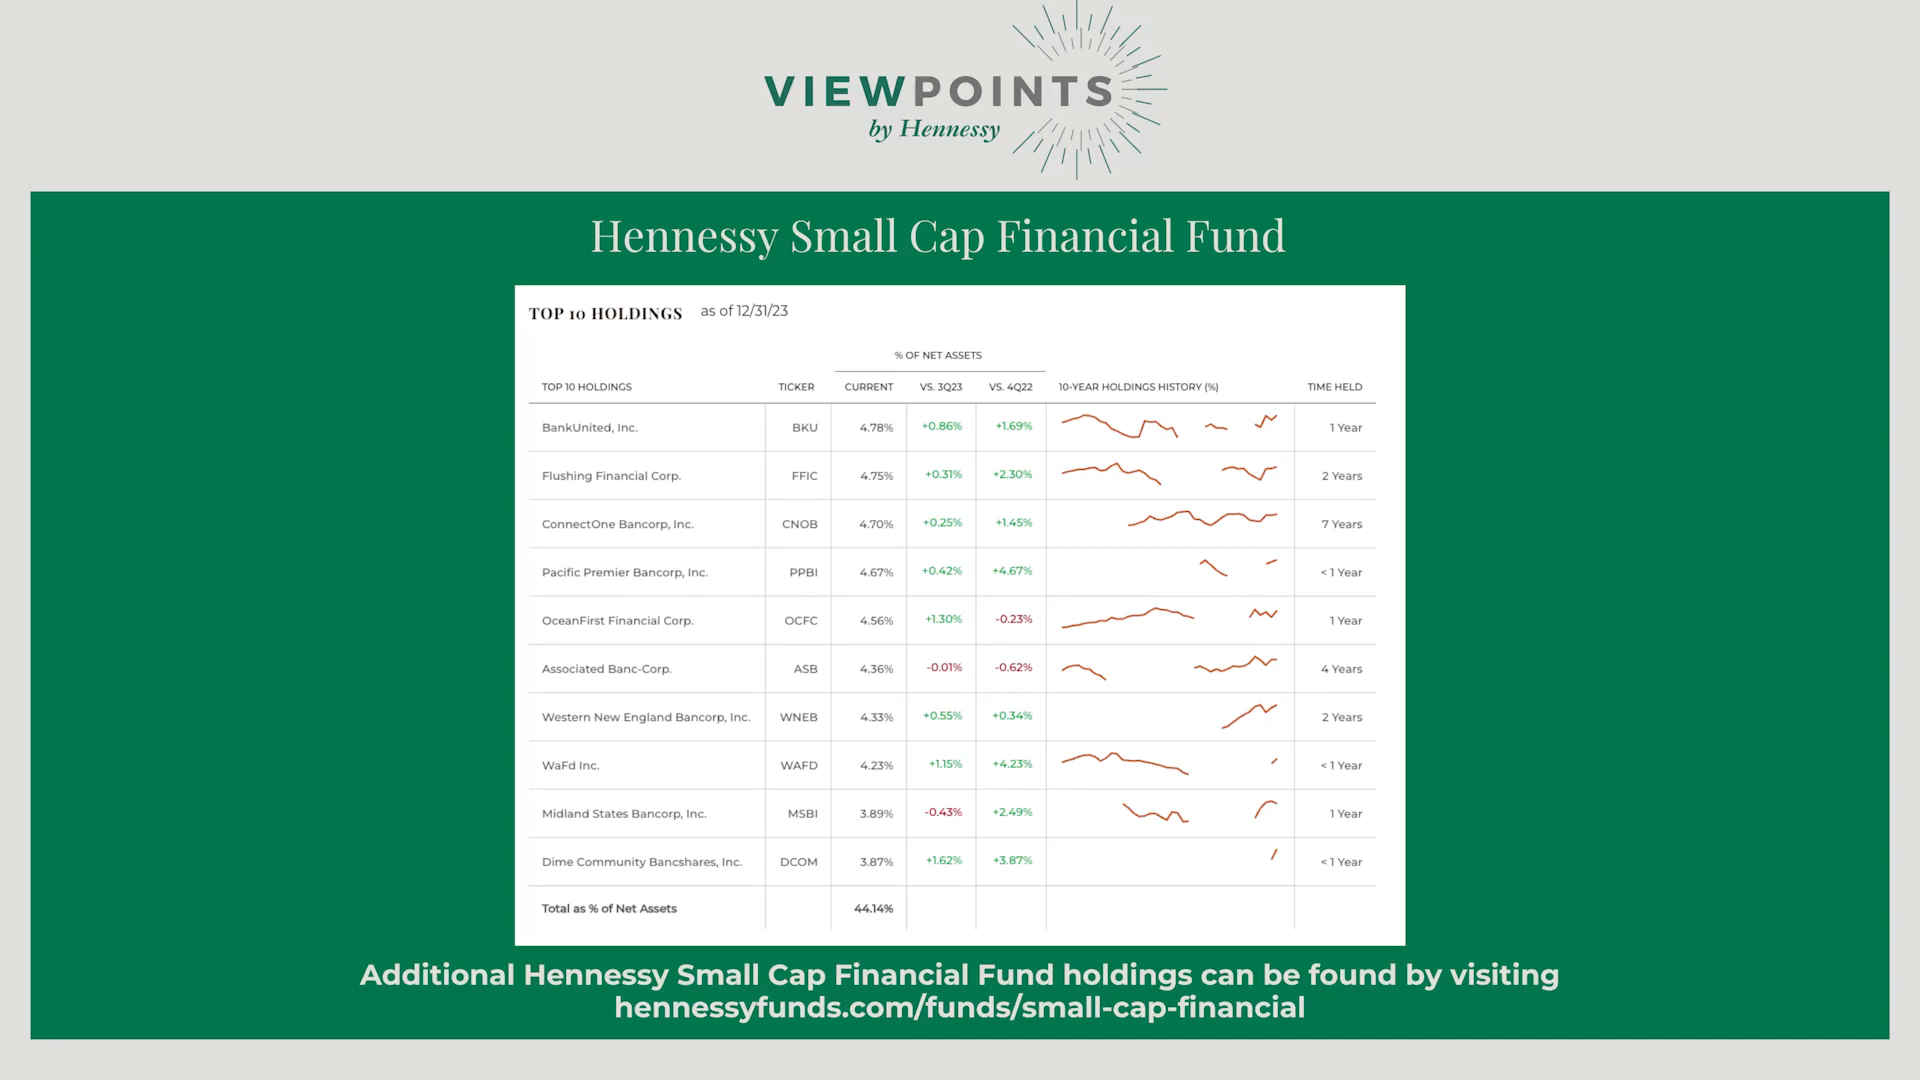 VIEWPOINTS
by Hennessy
Hennessy Small Cap Financial Fund
TOP 10 HOLDINGS as of 12/31/23
% OF NET ASSETS
TOP 10 HOLDINGS TICKER CURRENT VS. 3Q23 VS. 4Q22 10-YEAR HOLDINGS HISTORY (%) TIME HELD
BankUnited, Inc. BKU 4.78% +0.86% +1.69% 1 Year
Flushing Financial Corp. FFIC 4.75% +0.31% +2.30% 2 Years
ConnectOne Bancorp, Inc. CNOB 4.70% +0.25% +1.45% 7 Years
Pacific Premier Bancorp, Inc. PPBI 4.67% +0.42% +4.67% < 1 Year
OceanFirst Financial Corp. OCFC 4.56% +1.30% -0.23% 1 Year
Associated Banc-Corp. ASB 4.36% -0.01% -0.62% 4 Years
Western New England Bancorp, Inc. WNEB 4.33% +0.55% +0.34% 2 Years
WaFd Inc. WAFD 4.23% +1.15% +4.23% < 1 Year
Midland States Bancorp, Inc. MSBI 3.89% -0.43% +2.49% 1 Year
Dime Community Bancshares, Inc. DCOM 3.87% +1.62% +3.87% < 1 Year
Total as % of Net Assets 44.14%
Additional Hennessy Small Cap Financial Fund holdings can be found by visiting
hennessyfunds.com/funds/small-cap-financial